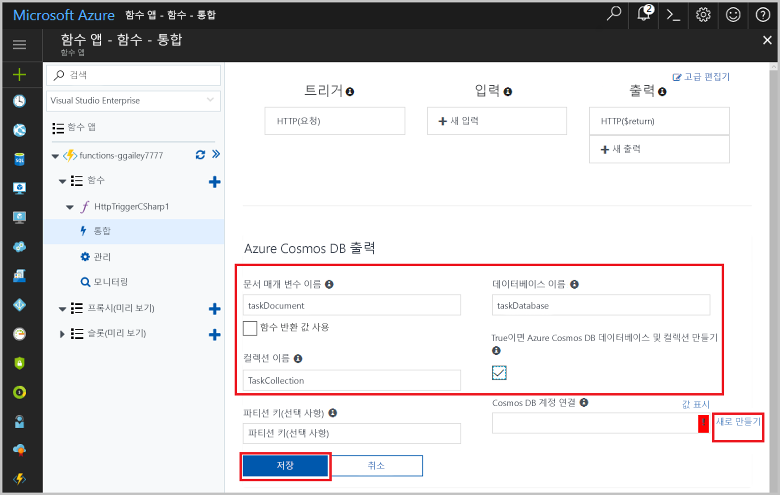 Microsoft Azure 함수 앱 - 함수 - 통합
2
함수 앱 - 함수 - 통합
함수 앱
검색
Visual Studio Enterprise
함수 앱
functions-ggailey7777
함수
HttpTriggerCSharp1
통합
관리
모니터링
프록시(미리 보기)
슬롯(미리 보기)
고급 편집기
트리거 입력 출력
HTTP(요청) 새 입력 HTTP($return)
새 출력
Azure Cosmos DB 출력
문서 매개 변수 이름 데이터베이스 이름
taskDocument taskDatabase
함수 반환 값 사용 True이면 Azure Cosmos DB 데이터베이스 및 컬렉션 만들기
컬렉션 이름
TaskCollection
파티션 키(선택 사항) Cosmos DB 계정 연결 값 표시
파티션 키(선택 사항) 새로 만들기
저장 취소